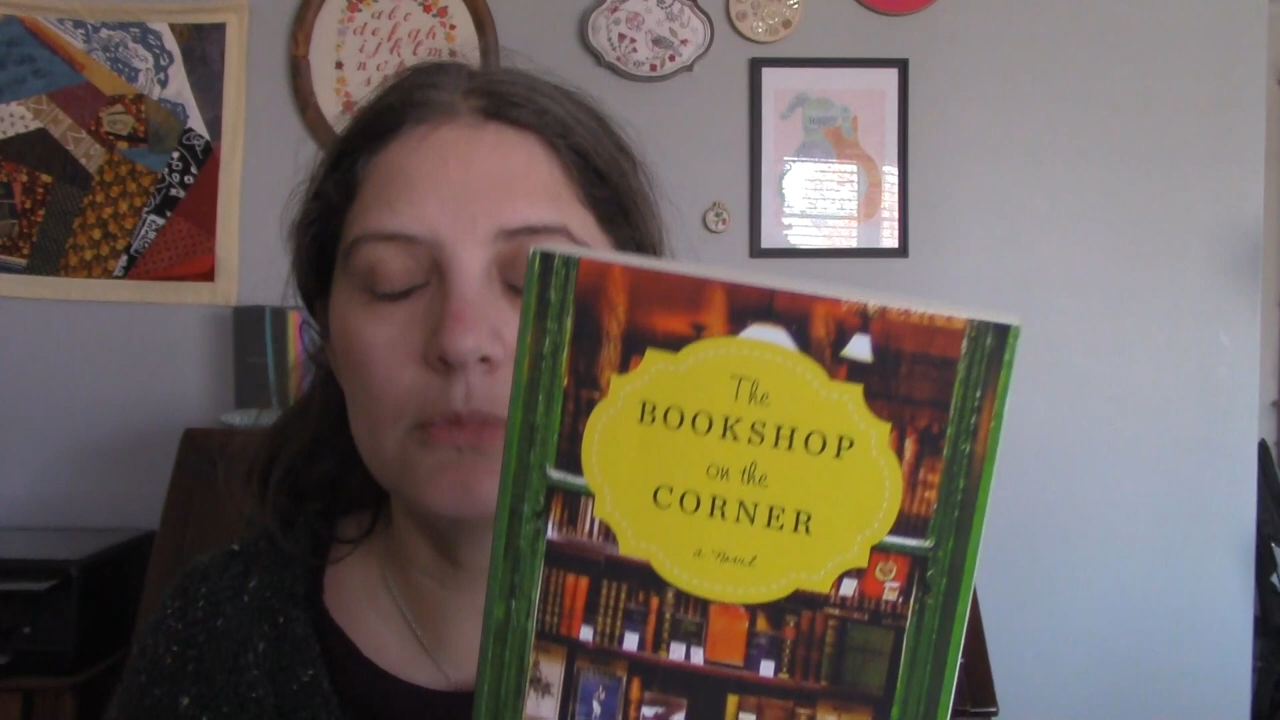 a b c
d e f g h
i j k l m
The
BOOKSHOP
on the
CORNER
a Novel